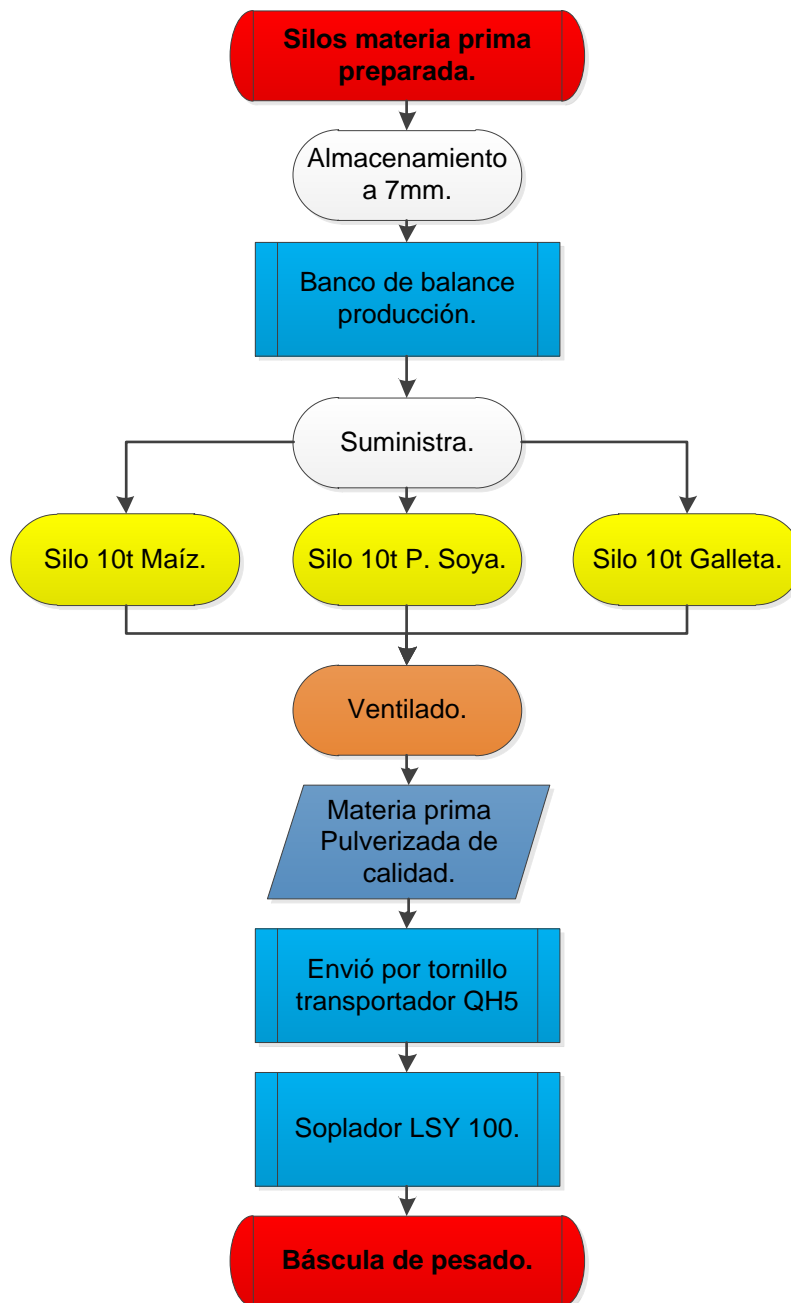 Silos materia prima
preparada.
Almacenamiento
a 7mm.
Banco de balance
producción.
Suministra.
Silo 10t Maíz.
Silo 10t P. Soya.
Silo 10t Galleta.
Ventilado.
Materia prima
Pulverizada de
calidad.
Envió por tornillo
transportador QH5
Soplador LSY 100.
Báscula de pesado.